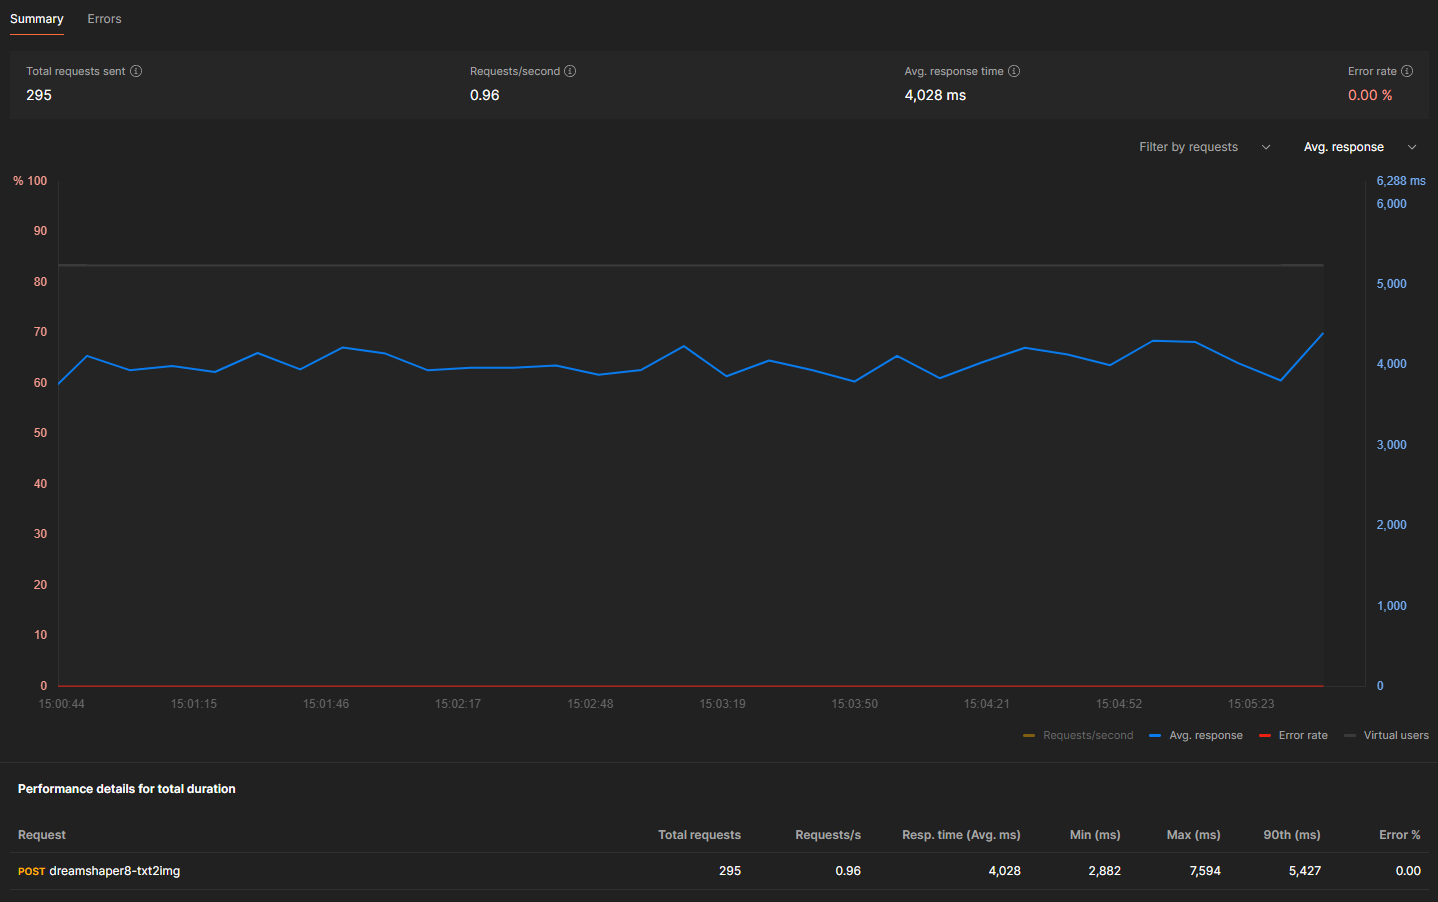 Summary Errors
Total requests sent Requests/second Avg. response time Error rate
295 0.96 4,028 ms 0.00 %
Filter by requests Avg. response
% 100 6,288 ms
6,000
90
80 5,000
70
60 4,000
50
40 3,000
30 2,000
20
10 1,000
0 0
15:00:44 15:01:15 15:01:46 15:02:17 15:02:48 15:03:19 15:03:50 15:04:21 15:04:52 15:05:23
Requests/second Avg. response Error rate Virtual users
Performance details for total duration
Request Total requests Requests/s Resp. time (Avg. ms) Min (ms) Max (ms) 90th (ms) Error %
POST dreamshaper8-txt2img 295 0.96 4,028 2,882 7,594 5,427 0.00